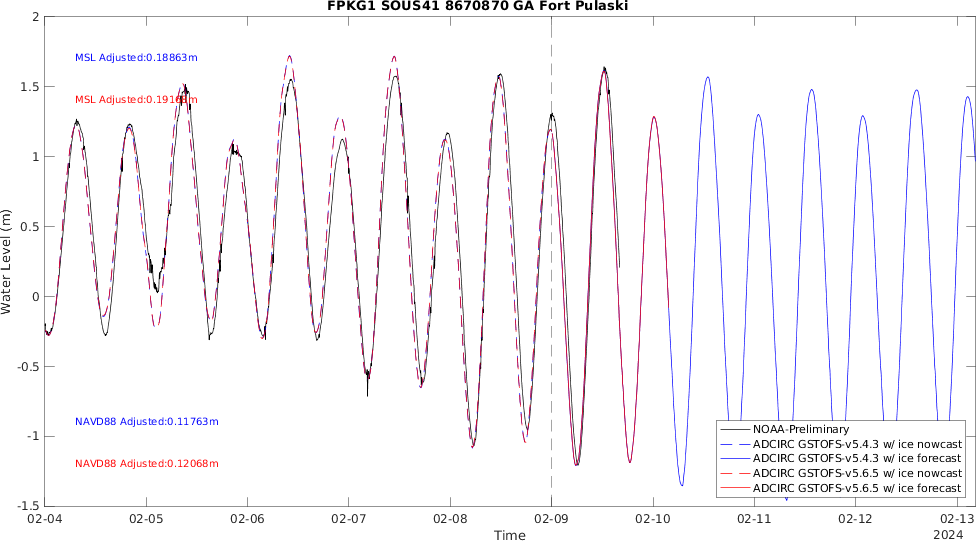 FPKG1 SOUS41 8670870 GA Fort Pulaski
2
1.5
1
0.5
0
-0.5
-1
-1.5
Water Level (m)
MSL Adjusted:0.18863m
NAVD88 Adjusted:0.11763m
NAVD88 Adjusted:0.12068m
NOAA-Preliminary
ADCIRC GSTOFS-v5.4.3 w/ ice nowcast
ADCIRC GSTOFS-v5.4.3 w/ ice forecast
ADCIRC GSTOFS-v5.6.5 w/ ice nowcast
ADCIRC GSTOFS-v5.6.5 w/ ice forecast
02-04 02-05 02-06 02-07 02-08 02-09 02-10 02-11 02-12 02-13
Time
2024
MSL Adjusted: